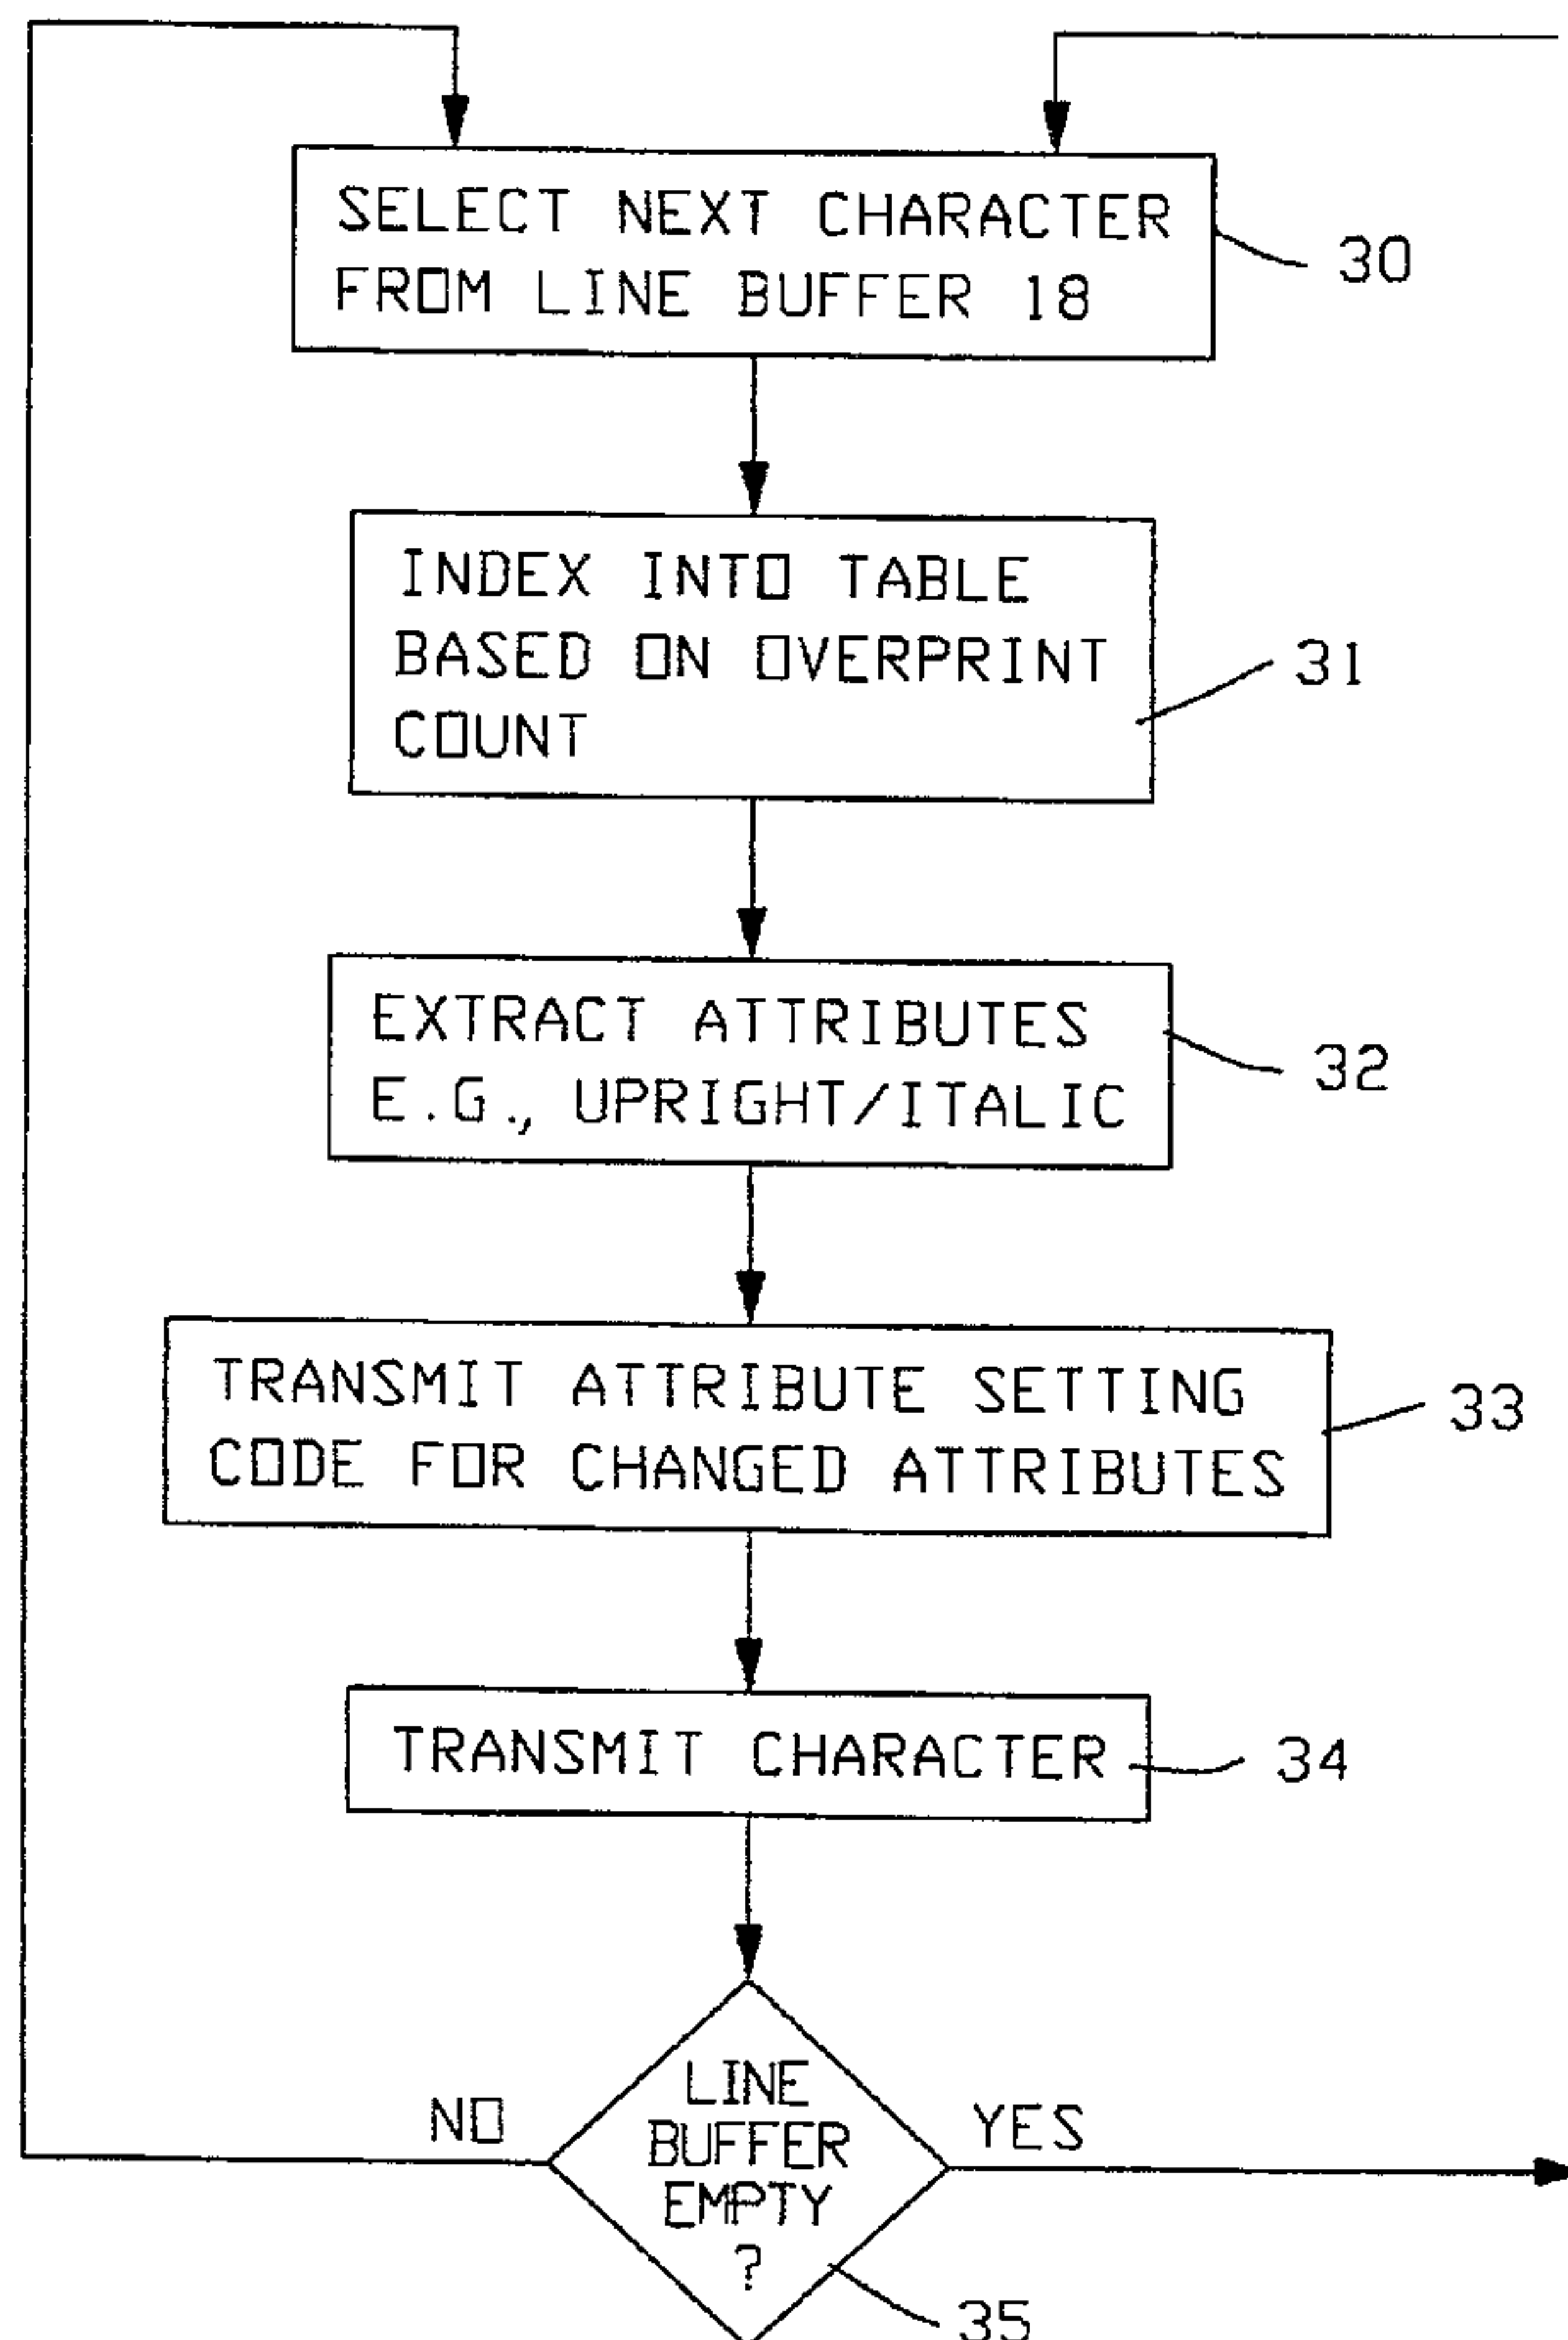 SELECT NEXT CHARACTER
FROM LINE BUFFER 18
30
INDEX INTO TABLE
BASED ON OVERPRINT
COUNT
31
EXTRACT ATTRIBUTES
E.G., UPRIGHT/ITALIC
32
TRANSMIT ATTRIBUTE SETTING
CODE FOR CHANGED ATTRIBUTES
33
TRANSMIT CHARACTER
34
LINE
BUFFER
EMPTY
?
NO
YES
35